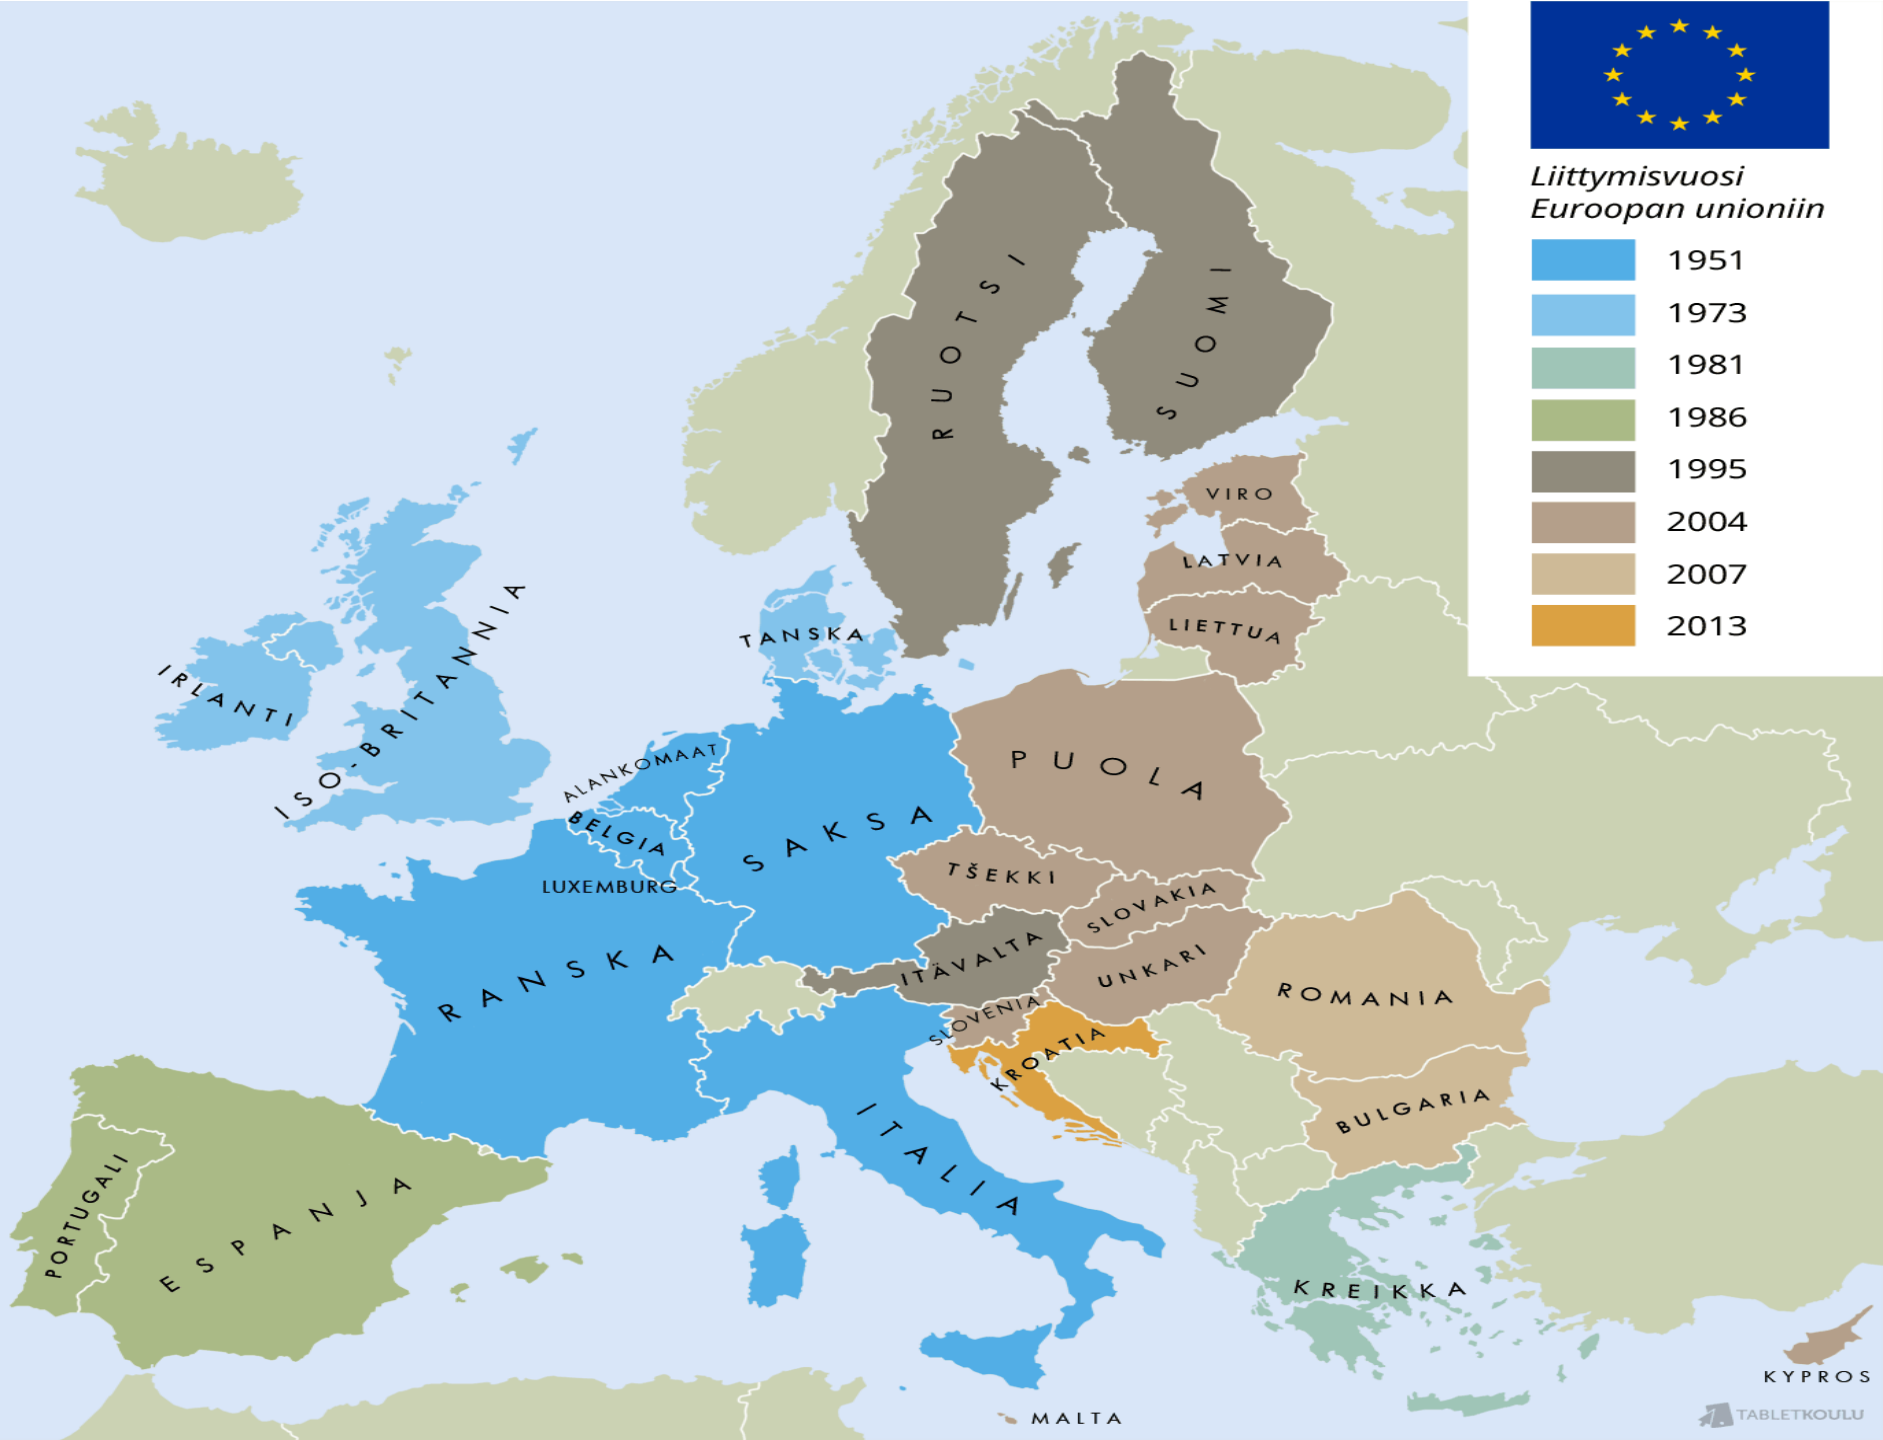 Liittymisvuosi
Euroopan unioniin
1951
1973
1981
1986
1995
2004
2007
2013
RUOTSI
SUOMI
VIRO
LATVIA
LIETTUA
TANSKA
IRLANTI
ISO-BRITANNIA
ALANKOMAAT
BELGIA
LUXEMBURG
SAKSA
PUOLA
TŠEKKI
SLOVAKIA
ITÄVALTA
UNKARI
RANSKA
SLOVENIA
KROATIA
ROMANIA
BULGARIA
ITALIA
PORTUGALI
ESPANJA
KREIKKA
KYPROS
MALTA
TABLETKOULU